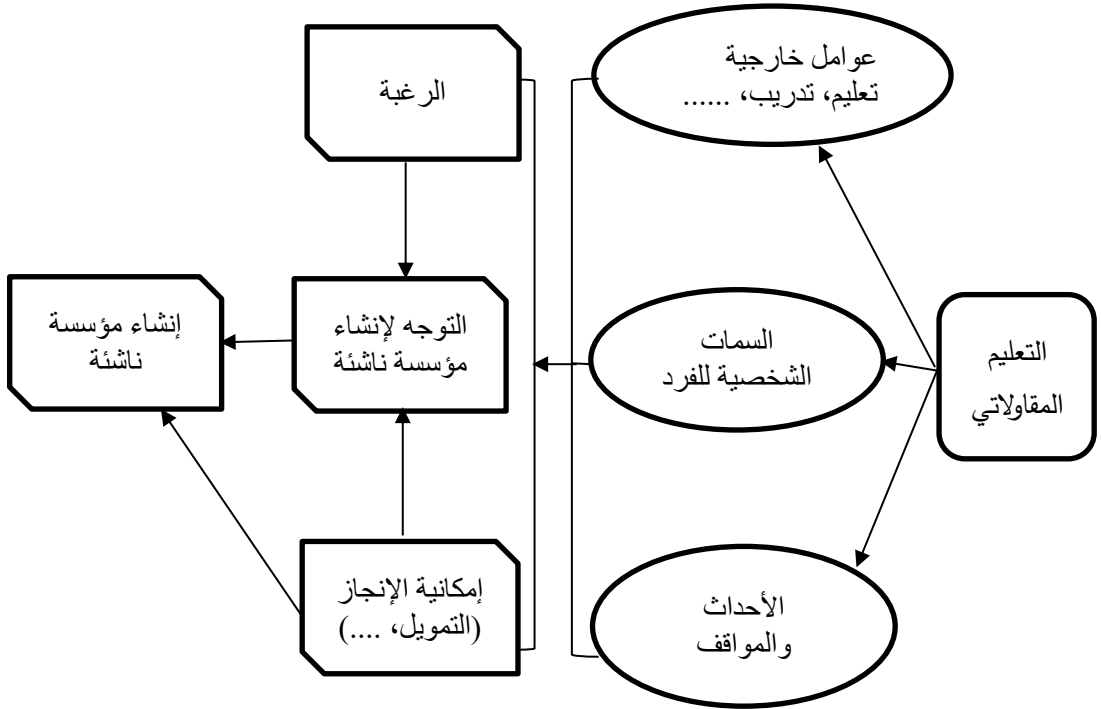 عوامل خارجية
تعليم، تدريب، ......
الرغبة
التعليم
المقاولاتي
السمات
الشخصية للفرد
التوجه لإنشاء
مؤسسة ناشئة
إنشاء مؤسسة
ناشئة
الأحداث
والمواقف
إمكانية الإنجاز
(التمويل، ....)